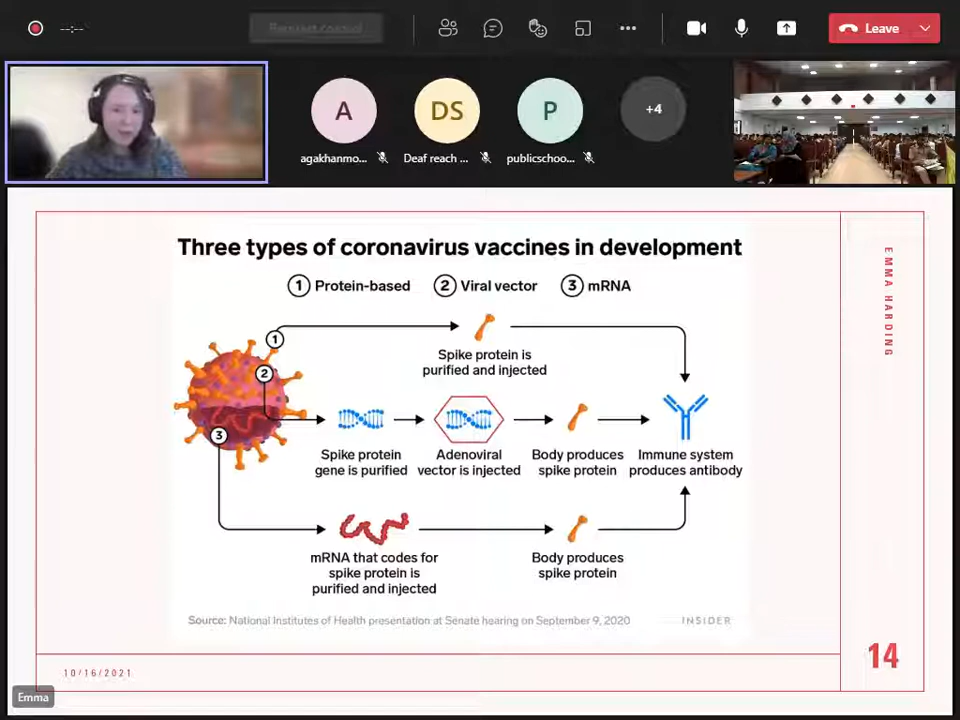 --:--
Leave
A
DS
P
+4
agakhanmo...
Deaf reach ...
publicschoo...
Three types of coronavirus vaccines in development
1 Protein-based
2 Viral vector
3 mRNA
1
2
3
Spike protein is
purified and injected
Spike protein
gene is purified
Adenoviral
vector is injected
Body produces
spike protein
Immune system
produces antibody
mRNA that codes for
spike protein is
purified and injected
Body produces
spike protein
Source: National Institutes of Health presentation at Senate hearing on September 9, 2020
INSIDER
EMMA HARDING
14
10/16/2021
Emma